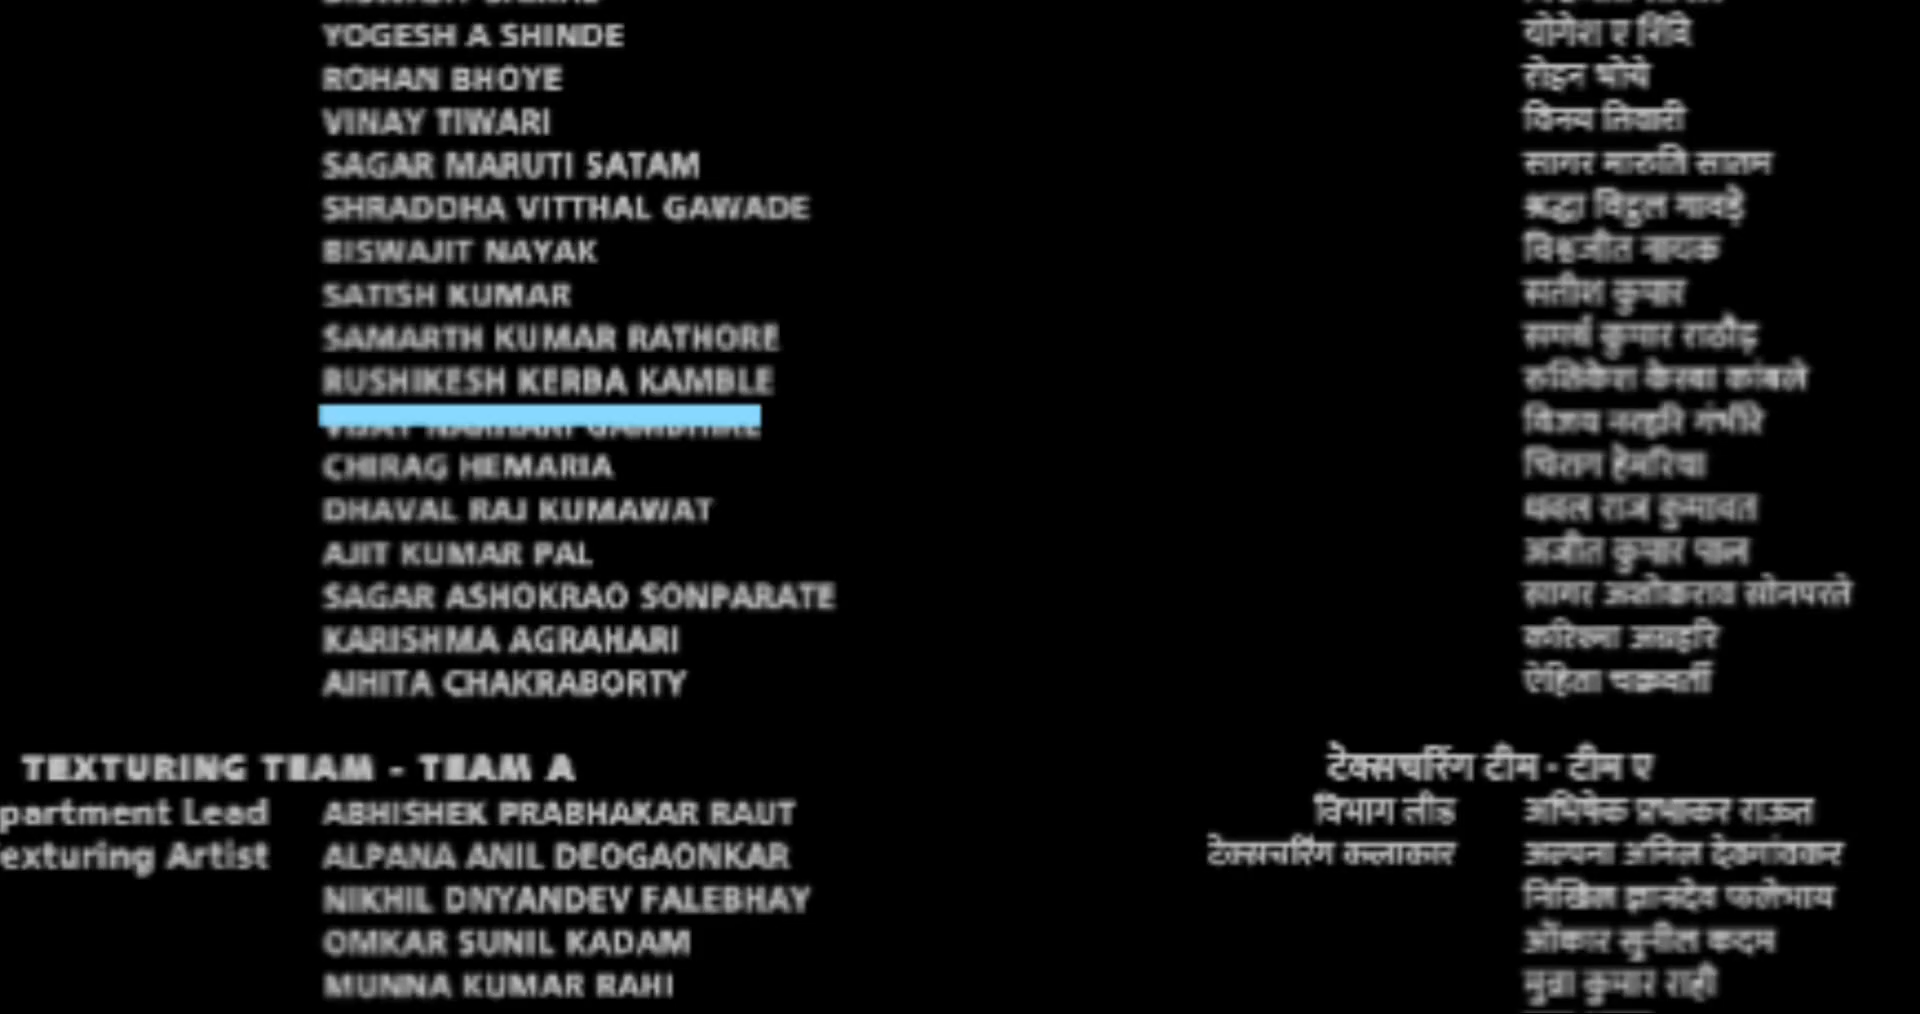 YOGESH A SHINDE योगेश ए शिंदे
ROHAN BHOYE रोहन भोये
VINAY TIWARI विनय तिवारी
SAGAR MARUTI SATAM सागर मारुति सातम
SHRADDHA VITTHAL GAWADE श्रद्धा विट्ठल गावड़े
BISWAJIT NAYAK विश्वजीत नायक
SATISH KUMAR सतीश कुमार
SAMARTH KUMAR RATHORE समर्थ कुमार राठौड़
RUSHIKESH KERBA KAMBLE रुशिकेश केरबा कांबले
विजय नरहरि गंभीरे
CHIRAG HEMARIA चिराग हेमरिया
DHAVAL RAJ KUMAWAT धवल राज कुमावत
AJIT KUMAR PAL अजीत कुमार पाल
SAGAR ASHOKRAO SONPARATE सागर अशोकराव सोनपरते
KARISHMA AGRAHARI करिश्मा अग्रहरि
AIHITA CHAKRABORTY ऐहिता चक्रवर्ती
TEXTURING TEAM - TEAM A टेक्सचरिंग टीम - टीम ए
partment Lead ABHISHEK PRABHAKAR RAUT विभाग लीड अभिषेक प्रभाकर राऊत
exturing Artist ALPANA ANIL DEOGAONKAR टेक्सचरिंग कलाकार अल्पना अनिल देवगांवकर
NIKHIL DNYANDEV FALEBHAY निखिल ज्ञानदेव फलेभाय
OMKAR SUNIL KADAM ओंकार सुनील कदम
MUNNA KUMAR RAHI मुन्ना कुमार राही